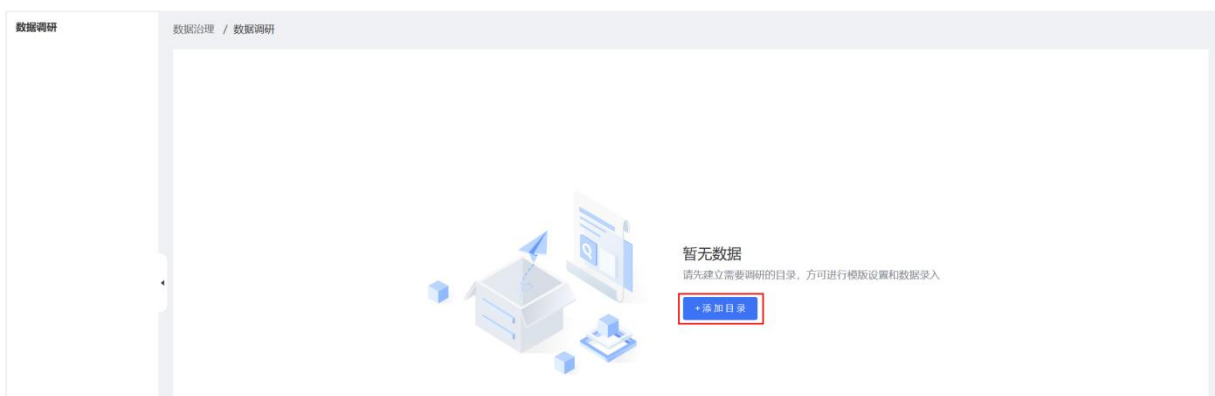 数据调研
数据治理 / 数据调研
暂无数据
请先建立需要调研的目录，方可进行模版设置和数据录入
+添加目录